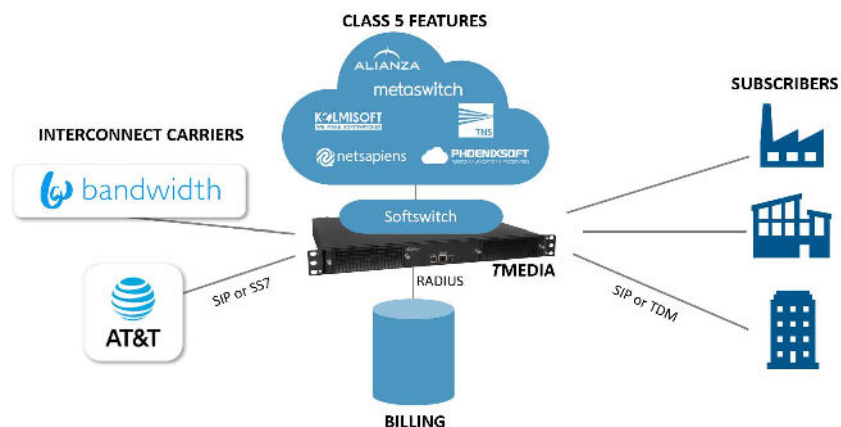 CLASS 5 FEATURES
ALIANZA
metaswitch
KOLMISOFT
TNS
netsapiens
PHOENIXSOFT
SUBSCRIBERS
INTERCONNECT CARRIERS
bandwidth
Softswitch
TMEDIA
RADIUS
SIP or SS7
SIP or TDM
AT&T
BILLING